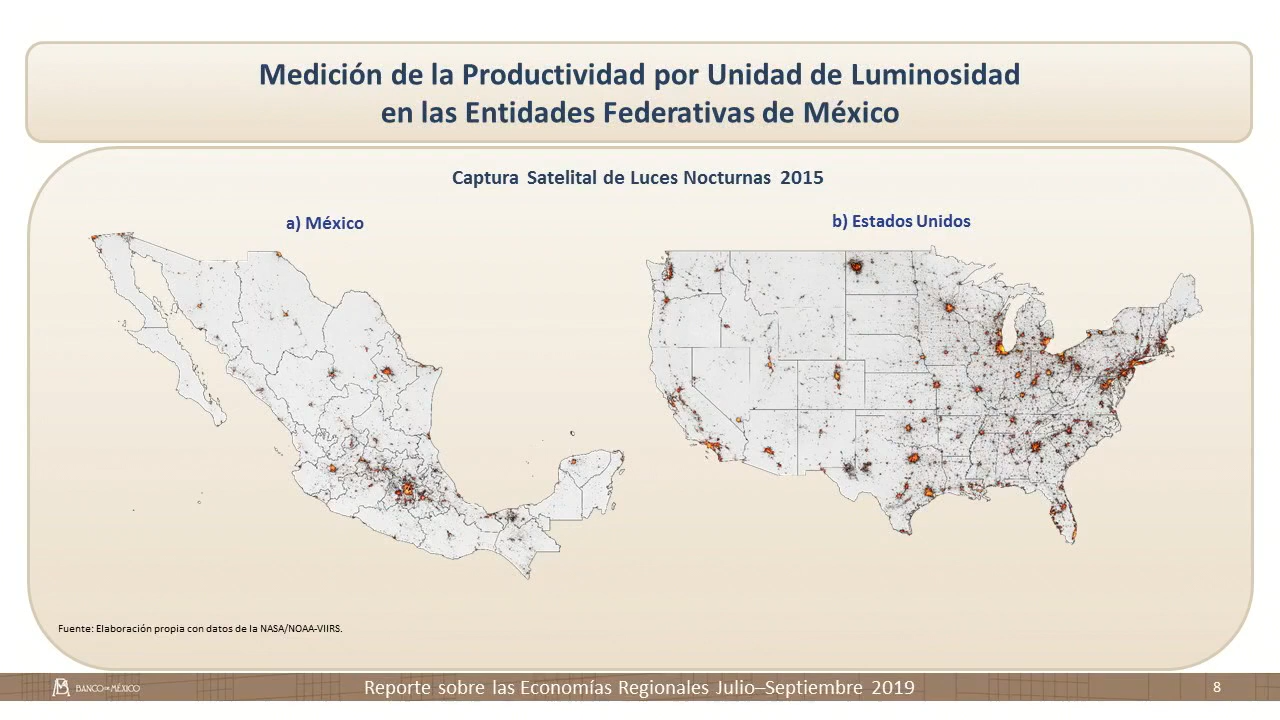 Medición de la Productividad por Unidad de Luminosidad
en las Entidades Federativas de México
Captura Satelital de Luces Nocturnas 2015
a) México
b) Estados Unidos
Fuente: Elaboración propia con datos de la NASA/NOAA-VIIRS.
BANCO DE MÉXICO
Reporte sobre las Economías Regionales Julio–Septiembre 2019
8